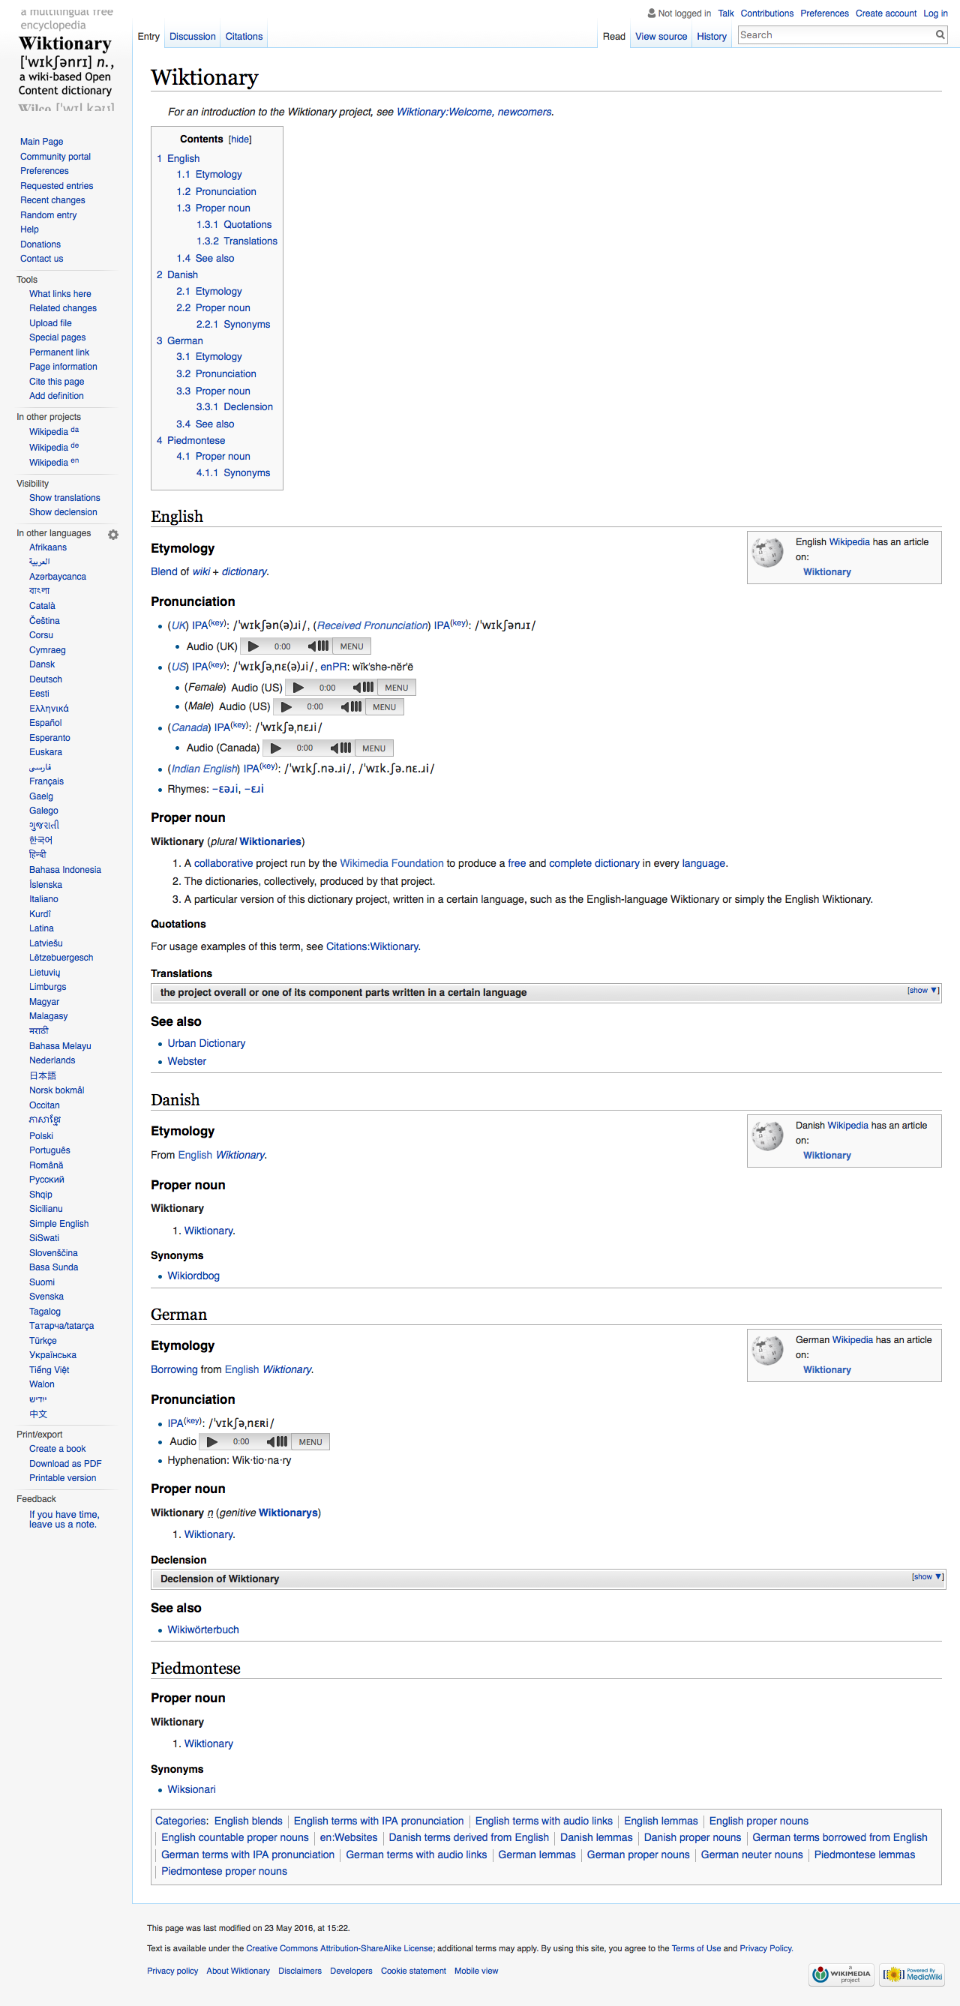 a multilingual free
encyclopedia
Wiktionary
['wɪkʃənrɪ] n.,
a wiki-based Open
Content dictionary
Wilco ['wɪl kəʊ]
Not logged in Talk Contributions Preferences Create account Log in
Entry Discussion Citations Read View source History Search
Main Page
Community portal
Preferences
Requested entries
Recent changes
Random entry
Help
Donations
Contact us
Tools
What links here
Related changes
Upload file
Special pages
Permanent link
Page information
Cite this page
Add definition
In other projects
Wikipedia da
Wikipedia de
Wikipedia en
Visibility
Show translations
Show declension
In other languages
Afrikaans
العربية
Azərbaycanca
বাংলা
Català
Čeština
Corsu
Cymraeg
Dansk
Deutsch
Eesti
Ελληνικά
Español
Esperanto
Euskara
فارسی
Français
Gaeilge
Galego
ગુજરાતી
한국어
हिन्दी
Bahasa Indonesia
Íslenska
Italiano
Kurdî
Latina
Latviešu
Lëtzebuergesch
Lietuvių
Limburgs
Magyar
Malagasy
मराठी
Bahasa Melayu
Nederlands
日本語
Norsk bokmål
Occitan
ភាសាខ្មែរ
Polski
Português
Română
Русский
Shqip
Sicilianu
Simple English
SiSwati
Slovenščina
Basa Sunda
Suomi
Svenska
Tagalog
Татарча/tatarça
Türkçe
Українська
Tiếng Việt
Walon
ייִדיש
中文
Print/export
Create a book
Download as PDF
Printable version
Feedback
If you have time,
leave us a note.
Wiktionary
For an introduction to the Wiktionary project, see Wiktionary:Welcome, newcomers.
Contents [hide]
1 English
1.1 Etymology
1.2 Pronunciation
1.3 Proper noun
1.3.1 Quotations
1.3.2 Translations
1.4 See also
2 Danish
2.1 Etymology
2.2 Proper noun
2.2.1 Synonyms
3 German
3.1 Etymology
3.2 Pronunciation
3.3 Proper noun
3.3.1 Declension
3.4 See also
4 Piedmontese
4.1 Proper noun
4.1.1 Synonyms
English
English Wikipedia has an article
on:
Wiktionary
Etymology
Blend of wiki + dictionary.
Pronunciation
• (UK) IPA(key): /ˈwɪkʃən(ə)ɹi/, (Received Pronunciation) IPA(key): /ˈwɪkʃənɹɪ/
• Audio (UK) 0:00 MENU
• (US) IPA(key): /ˈwɪkʃəˌnɛ(ə)ɹi/, enPR: wĭk'shə-nĕr'ē
• (Female) Audio (US) 0:00 MENU
• (Male) Audio (US) 0:00 MENU
• (Canada) IPA(key): /ˈwɪkʃəˌnɛɹi/
• Audio (Canada) 0:00 MENU
• (Indian English) IPA(key): /ˈwɪkʃ.nə.ɹi/, /ˈwɪk.ʃə.nɛ.ɹi/
• Rhymes: -ɛəɹi, -ɛɹi
Proper noun
Wiktionary (plural Wiktionaries)
1. A collaborative project run by the Wikimedia Foundation to produce a free and complete dictionary in every language.
2. The dictionaries, collectively, produced by that project.
3. A particular version of this dictionary project, written in a certain language, such as the English-language Wiktionary or simply the English Wiktionary.
Quotations
For usage examples of this term, see Citations:Wiktionary.
Translations
the project overall or one of its component parts written in a certain language [show ▼]
See also
• Urban Dictionary
• Webster
Danish
Danish Wikipedia has an article
on:
Wiktionary
Etymology
From English Wiktionary.
Proper noun
Wiktionary
1. Wiktionary.
Synonyms
• Wikiordbog
German
German Wikipedia has an article
on:
Wiktionary
Etymology
Borrowing from English Wiktionary.
Pronunciation
• IPA(key): /ˈvɪkʃəˌnɛʀi/
• Audio 0:00 MENU
• Hyphenation: Wik·tio·na·ry
Proper noun
Wiktionary n (genitive Wiktionarys)
1. Wiktionary.
Declension
Declension of Wiktionary [show ▼]
See also
• Wikiwörterbuch
Piedmontese
Proper noun
Wiktionary
1. Wiktionary
Synonyms
• Wiksionari
Categories: English blends | English terms with IPA pronunciation | English terms with audio links | English lemmas | English proper nouns
| English countable proper nouns | en:Websites | Danish terms derived from English | Danish lemmas | Danish proper nouns | German terms borrowed from English
| German terms with IPA pronunciation | German terms with audio links | German lemmas | German proper nouns | German neuter nouns | Piedmontese lemmas
| Piedmontese proper nouns
This page was last modified on 23 May 2016, at 15:22.
Text is available under the Creative Commons Attribution-ShareAlike License; additional terms may apply. By using this site, you agree to the Terms of Use and Privacy Policy.
Privacy policy About Wiktionary Disclaimers Developers Cookie statement Mobile view
a
WIKIMEDIA
project
Powered By
MediaWiki